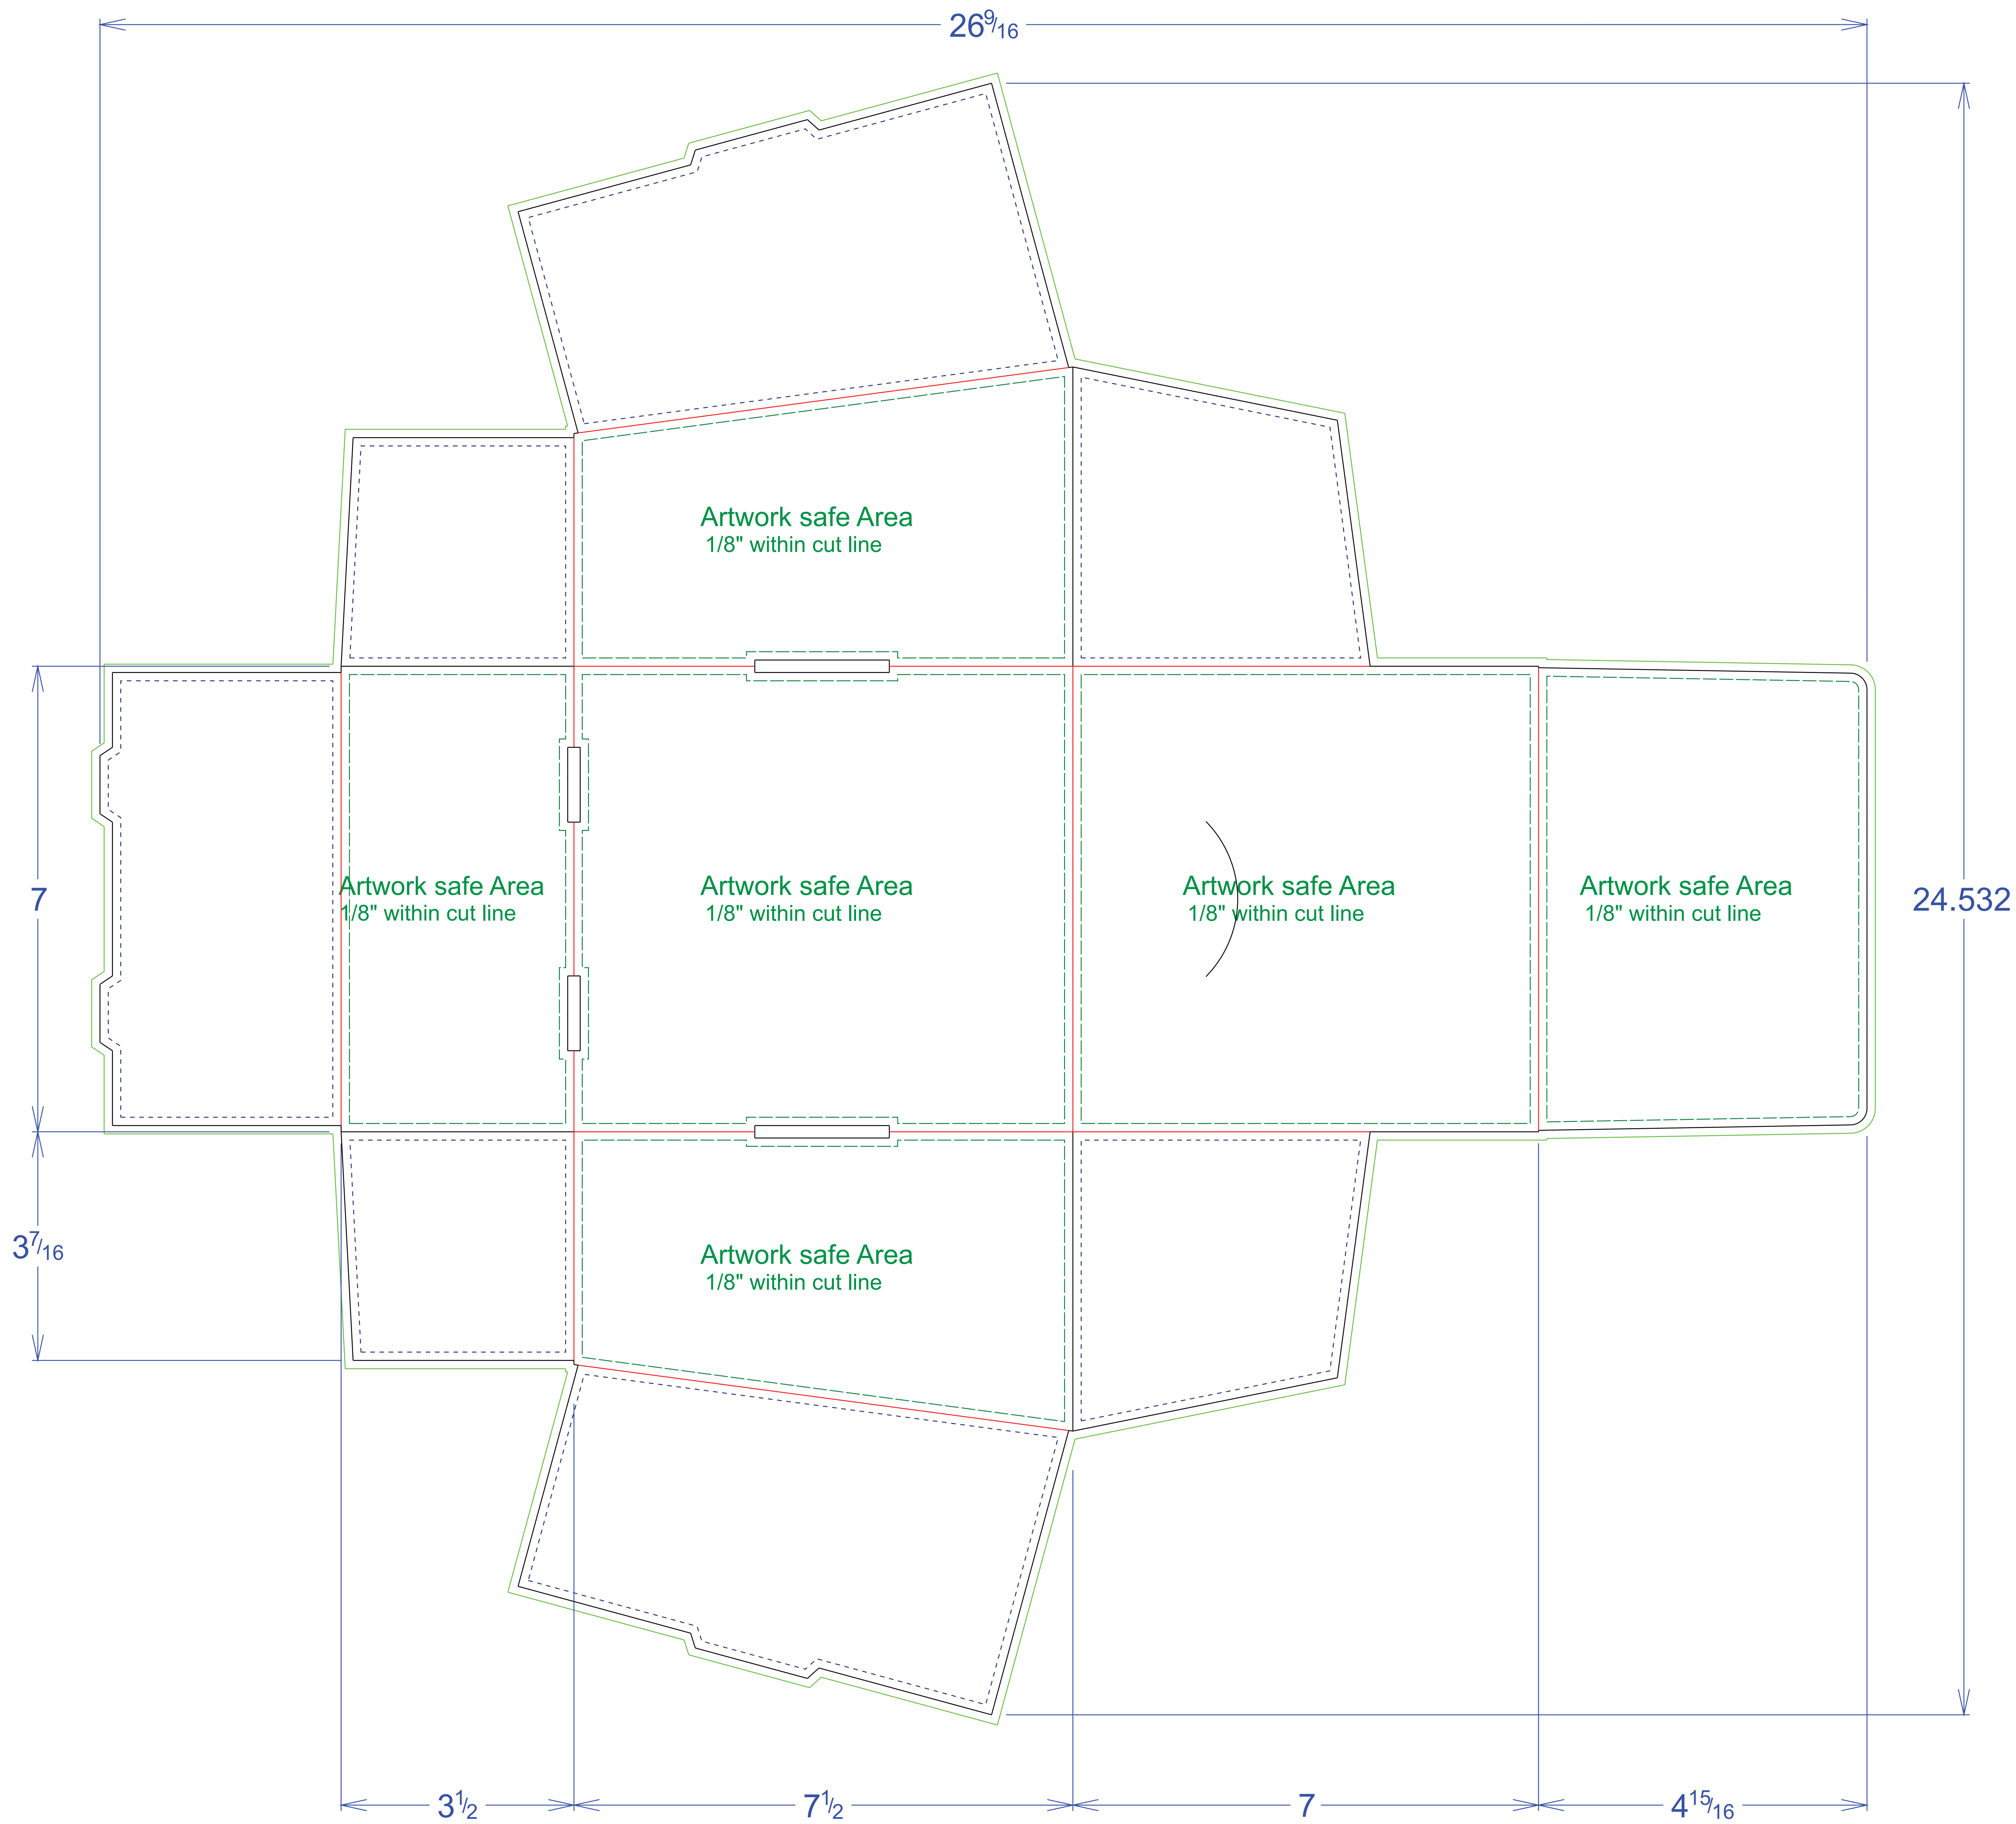 26 9/16
Artwork safe Area
1/8" within cut line
7
Artwork safe Area
1/8" within cut line
Artwork safe Area
1/8" within cut line
Artwork safe Area
1/8" within cut line
Artwork safe Area
1/8" within cut line
24.532
3 7/16
Artwork safe Area
1/8" within cut line
3 1/2
7 1/2
7
4 15/16